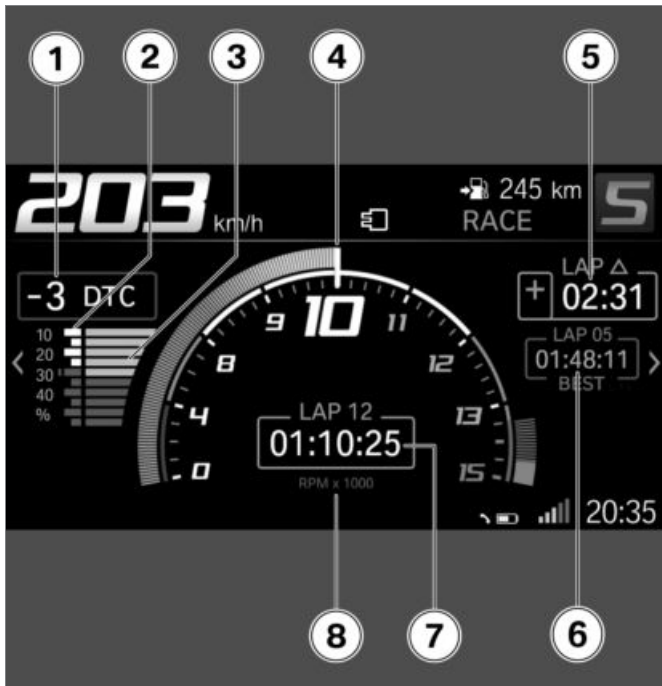 1 2 3 4 5
203 km/h
245 km
RACE
5
-3 DTC
LAP △
+ 02:31
10
20
30
40
%
LAP 05
01:48:11
BEST
0 4 8 9 10 11 12 13 15
LAP 12
01:10:25
RPM x 1000
20:35
8 7 6